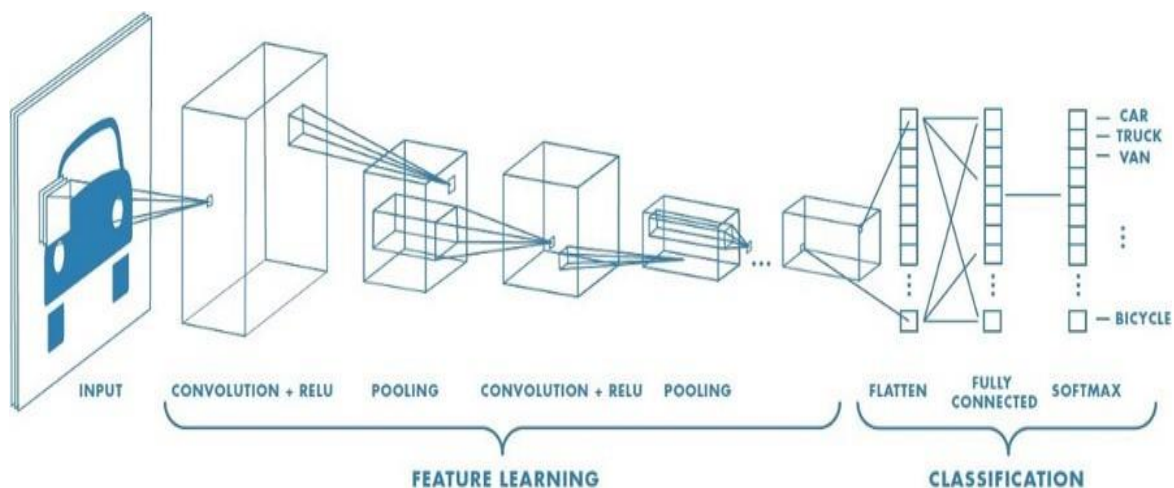 CAR
TRUCK
VAN
BICYCLE
INPUT
CONVOLUTION + RELU
POOLING
CONVOLUTION + RELU
POOLING
FLATTEN
FULLY
CONNECTED
SOFTMAX
FEATURE LEARNING
CLASSIFICATION